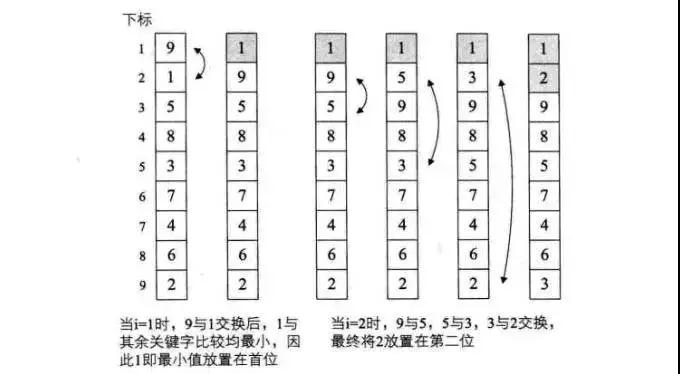 下标
1 9 1 1 1 1 1
2 1 9 9 5 3 2
3 5 5 5 9 9 9
4 8 8 8 8 8 8
5 3 3 3 3 5 5
6 7 7 7 7 7 7
7 4 4 4 4 4 4
8 6 6 6 6 6 6
9 2 2 2 2 2 3
当i=1时，9与1交换后，1与
其余关键字比较均最小，因
此1即最小值放置在首位
当i=2时，9与5，5与3，3与2交换，
最终将2放置在第二位